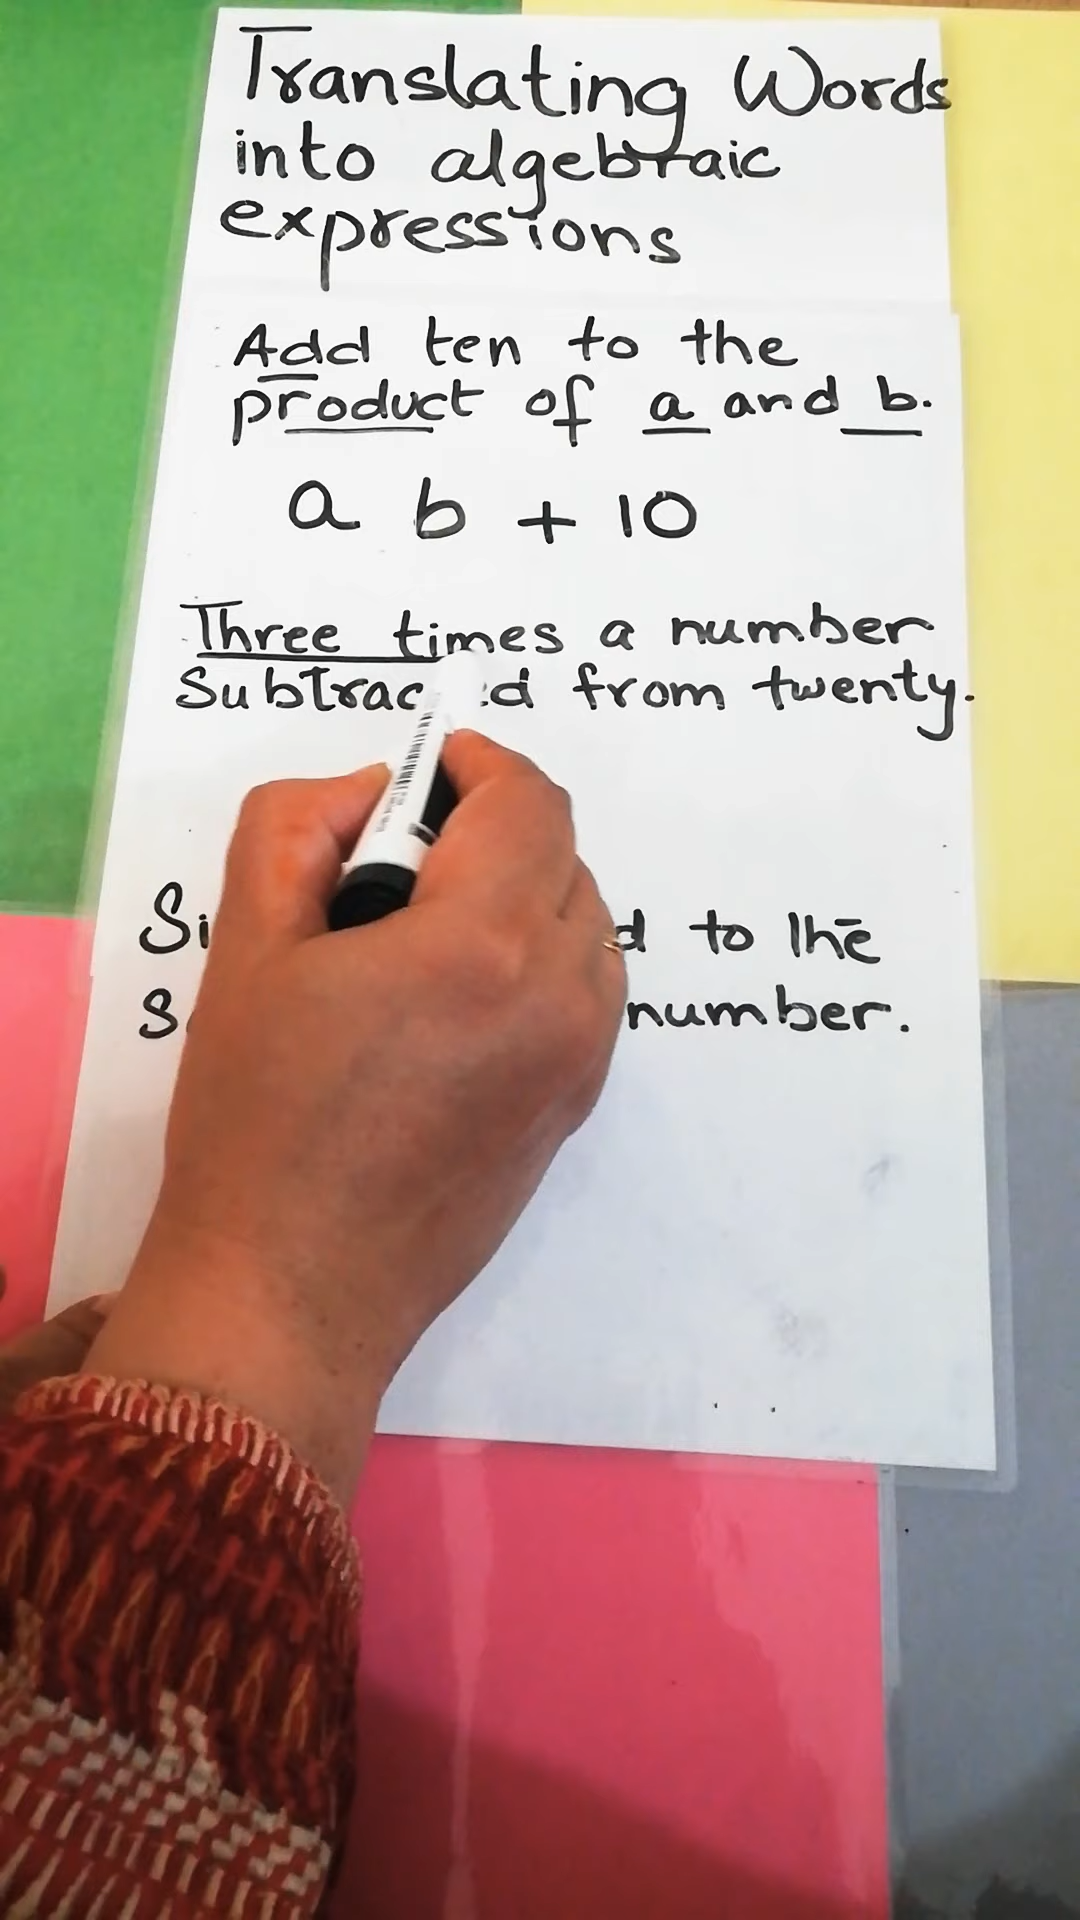 Translating Words
into algebraic
expressions
Add ten to the
product of a and b.
a b + 10
Three times a number
Subtracted from twenty.
to the
number.